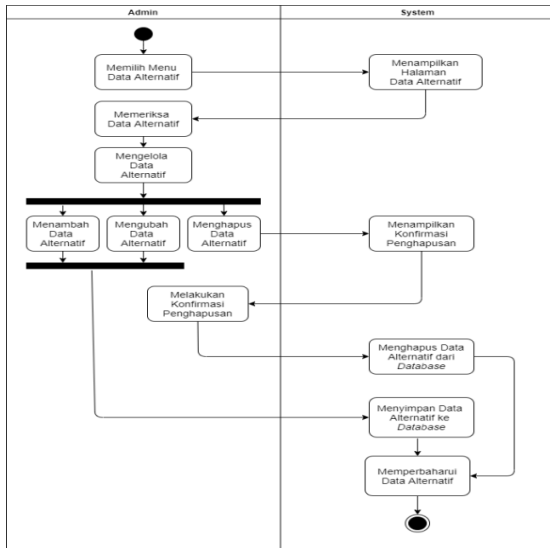 Admin
System
Memilih Menu
Data Alternatif
Menampilkan
Halaman
Data Alternatif
Memeriksa
Data Alternatif
Mengelola
Data
Alternatif
Menambah
Data
Alternatif
Mengubah
Data
Alternatif
Menghapus
Data
Alternatif
Menampilkan
Konfirmasi
Penghapusan
Melakukan
Konfirmasi
Penghapusan
Menghapus Data
Alternatif dari
Database
Menyimpan Data
Alternatif ke
Database
Memperbaharui
Data Alternatif